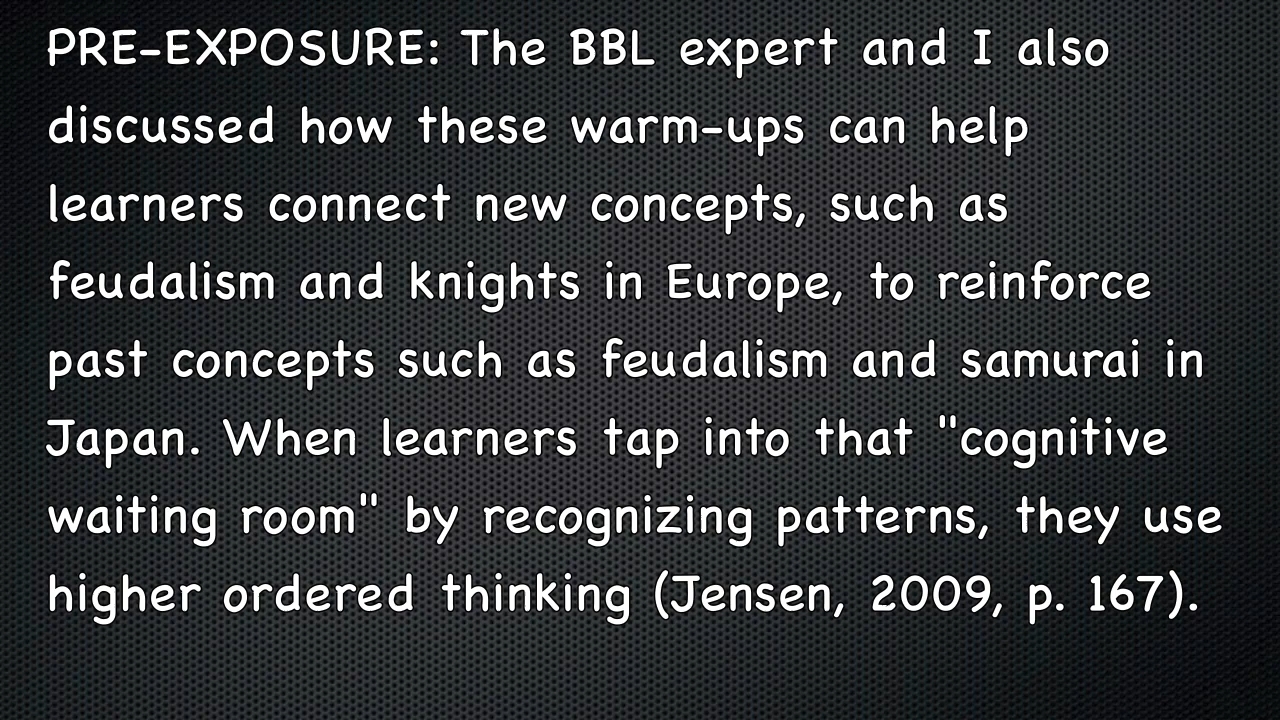 PRE-EXPOSURE: The BBL expert and I also
discussed how these warm-ups can help
learners connect new concepts, such as
feudalism and knights in Europe, to reinforce
past concepts such as feudalism and samurai in
Japan. When learners tap into that "cognitive
waiting room" by recognizing patterns, they use
higher ordered thinking (Jensen, 2009, p. 167).